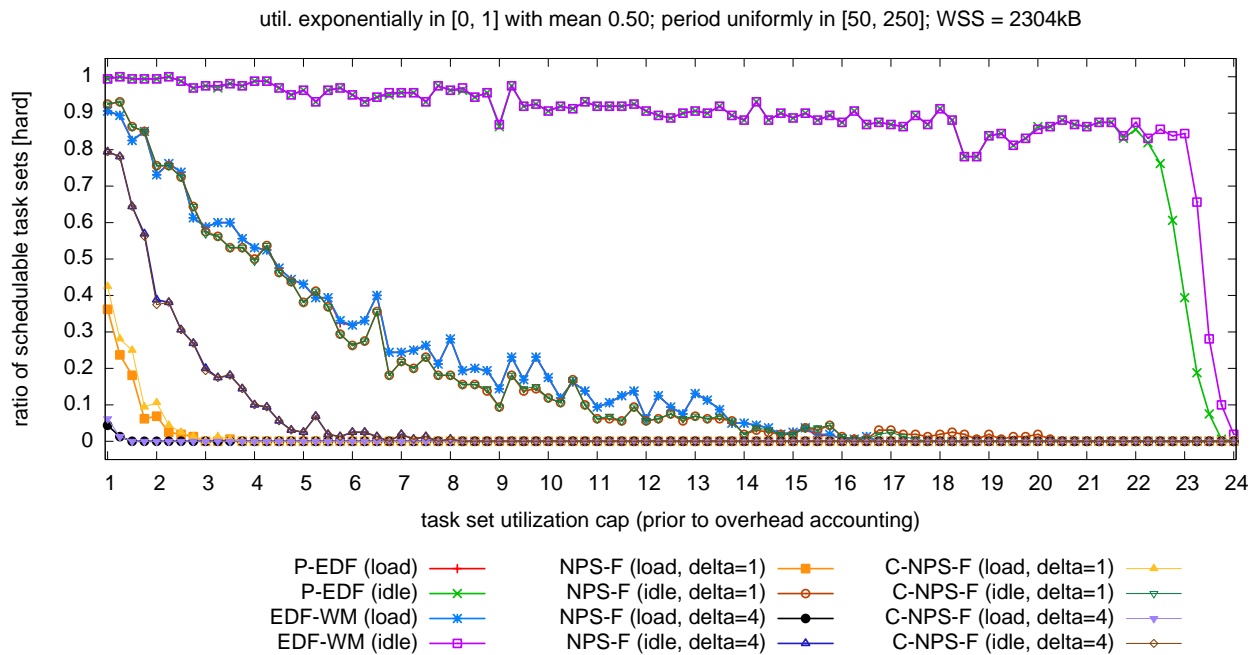 util. exponentially in [0, 1] with mean 0.50; period uniformly in [50, 250]; WSS = 2304kB
ratio of schedulable task sets [hard]
1
0.9
0.8
0.7
0.6
0.5
0.4
0.3
0.2
0.1
0
1 2 3 4 5 6 7 8 9 10 11 12 13 14 15 16 17 18 19 20 21 22 23 24
task set utilization cap (prior to overhead accounting)
P-EDF (load)
P-EDF (idle)
EDF-WM (load)
EDF-WM (idle)
NPS-F (load, delta=1)
NPS-F (idle, delta=1)
NPS-F (load, delta=4)
NPS-F (idle, delta=4)
C-NPS-F (load, delta=1)
C-NPS-F (idle, delta=1)
C-NPS-F (load, delta=4)
C-NPS-F (idle, delta=4)